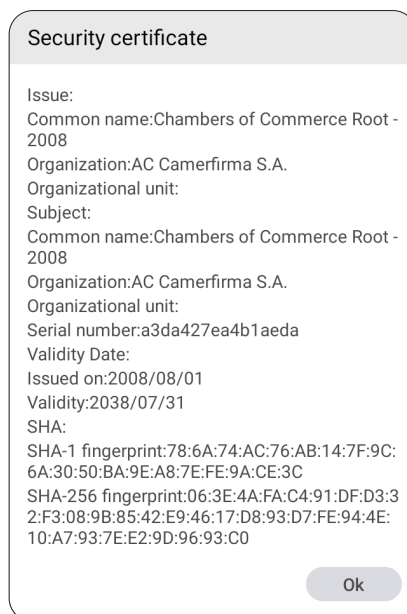 Security certificate
Issue:
Common name:Chambers of Commerce Root -
2008
Organization:AC Camerfirma S.A.
Organizational unit:
Subject:
Common name:Chambers of Commerce Root -
2008
Organization:AC Camerfirma S.A.
Organizational unit:
Serial number:a3da427ea4b1aeda
Validity Date:
Issued on:2008/08/01
Validity:2038/07/31
SHA:
SHA-1 fingerprint:78:6A:74:AC:76:AB:14:7F:9C:
6A:30:50:BA:9E:A8:7E:FE:9A:CE:3C
SHA-256 fingerprint:06:3E:4A:FA:C4:91:DF:D3:3
2:F3:08:9B:85:42:E9:46:17:D8:93:D7:FE:94:4E:
10:A7:93:7E:E2:9D:96:93:C0
Ok